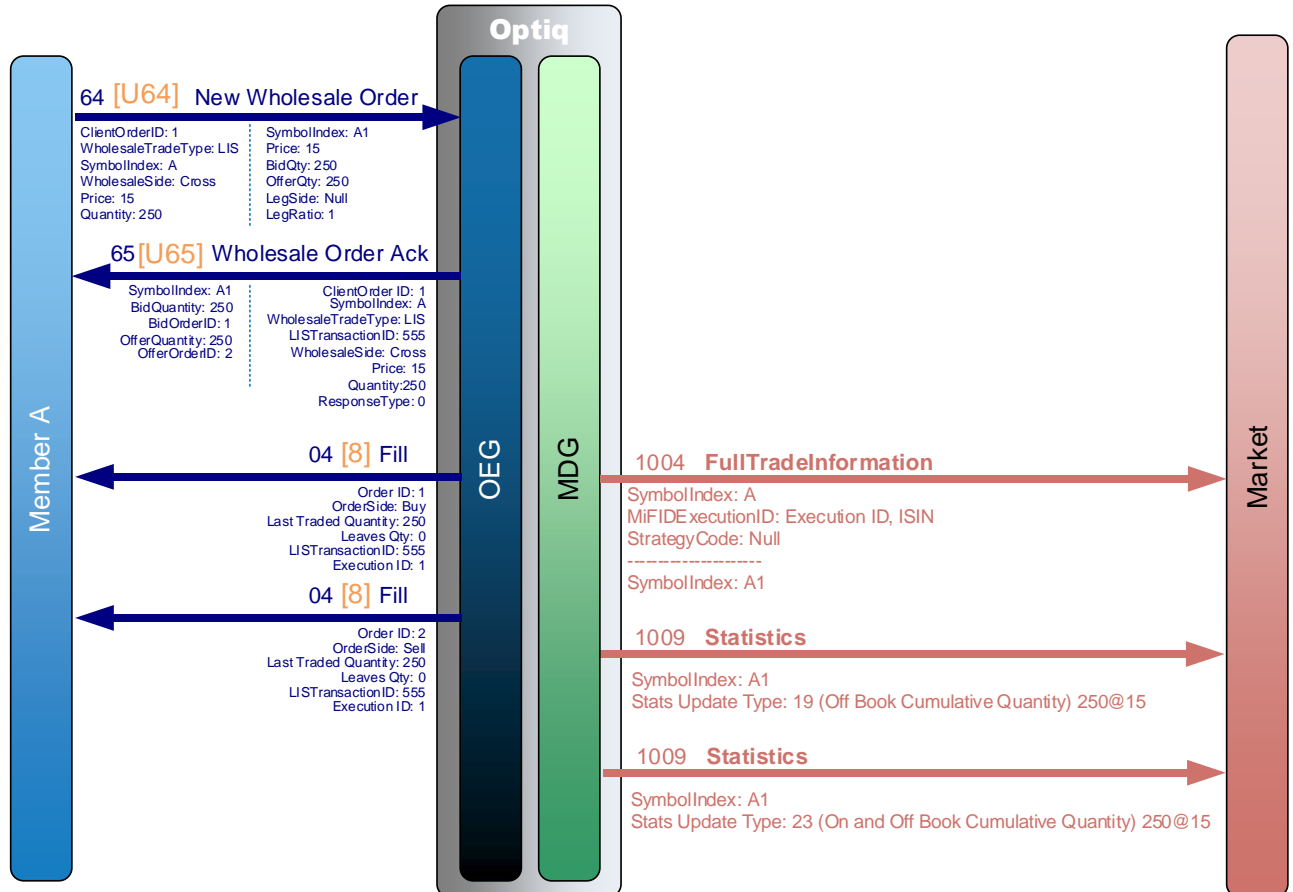 Optiq
64 [U64] New Wholesale Order
ClientOrderID: 1
WholesaleTradeType: LIS
SymbolIndex: A
WholesaleSide: Cross
Price: 15
Quantity: 250
SymbolIndex: A1
Price: 15
BidQty: 250
OfferQty: 250
LegSide: Null
LegRatio: 1
65 [U65] Wholesale Order Ack
SymbolIndex: A1
BidQuantity: 250
BidOrderID: 1
OfferQuantity: 250
OfferOrderID: 2
ClientOrder ID: 1
SymbolIndex: A
WholesaleTradeType: LIS
LISTransactionID: 555
WholesaleSide: Cross
Price: 15
Quantity:250
ResponseType: 0
04 [8] Fill
Order ID: 1
OrderSide: Buy
Last Traded Quantity: 250
Leaves Qty: 0
LISTransactionID: 555
Execution ID: 1
04 [8] Fill
Order ID: 2
OrderSide: Sell
Last Traded Quantity: 250
Leaves Qty: 0
LISTransactionID: 555
Execution ID: 1
Member A
OEG
MDG
1004 FullTradeInformation
SymbolIndex: A
MiFIDExecutionID: Execution ID, ISIN
StrategyCode: Null
----------------------
SymbolIndex: A1
1009 Statistics
SymbolIndex: A1
Stats Update Type: 19 (Off Book Cumulative Quantity) 250@15
1009 Statistics
SymbolIndex: A1
Stats Update Type: 23 (On and Off Book Cumulative Quantity) 250@15
Market